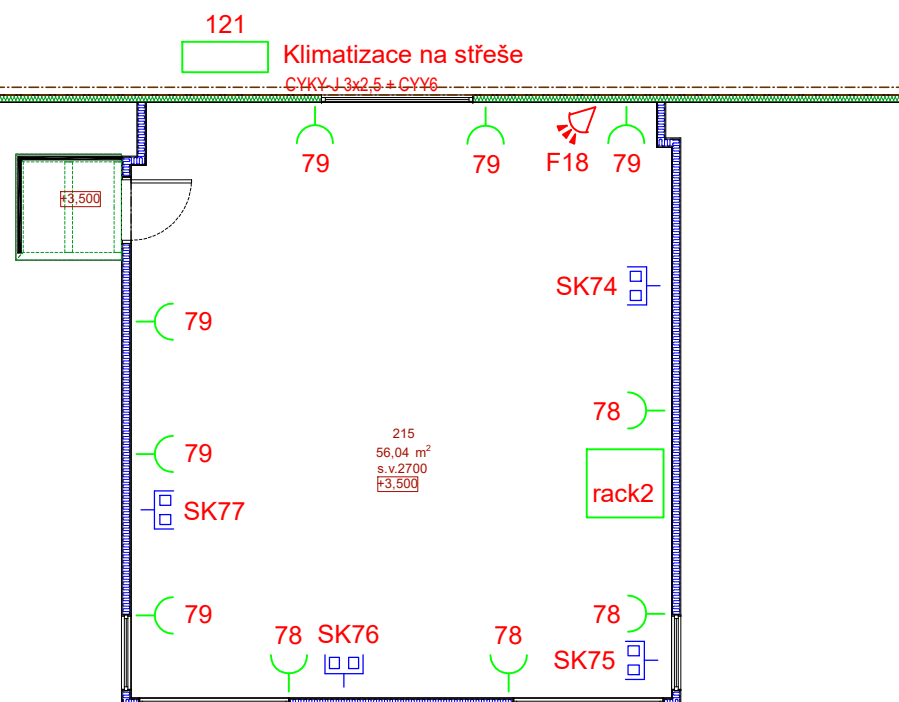 121
Klimatizace na střeše
CYKY-J 3x2,5 + CYY6
79
79
F18
79
+3,500
SK74
79
78
215
56,04 m²
s.v.2700
+3,500
79
rack2
SK77
79
78
78
SK76
78
SK75